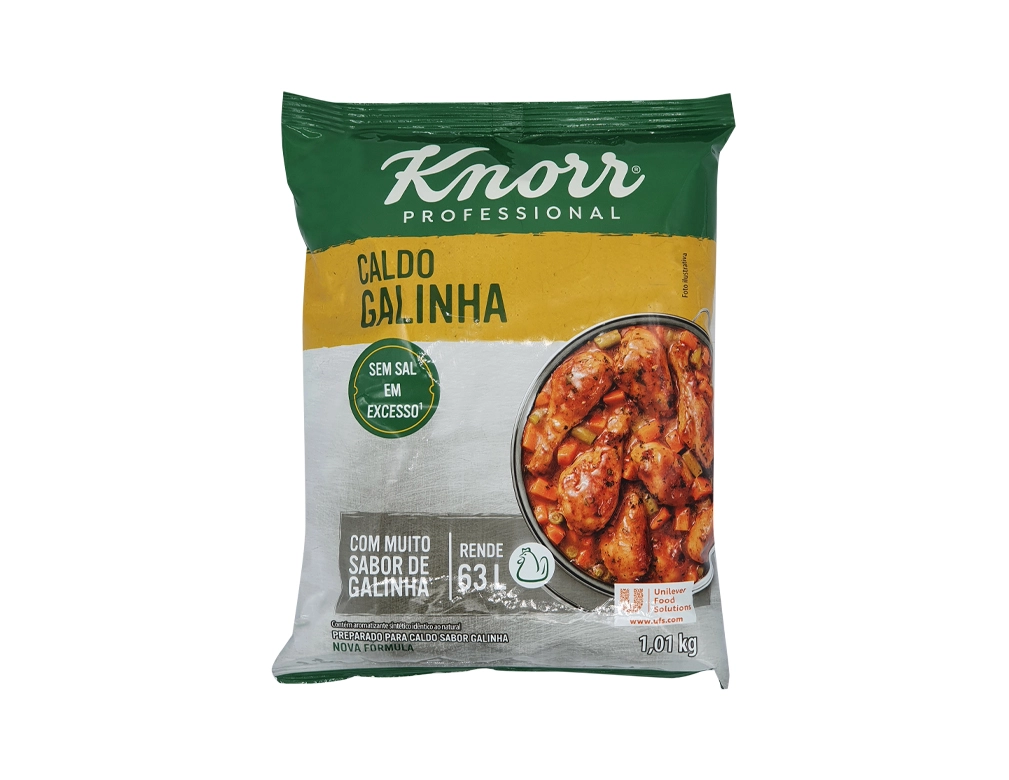 Knorr®
PROFESSIONAL
CALDO
GALINHA
Foto ilustrativa
SEM SAL
EM
EXCESSO¹
COM MUITO
SABOR DE
GALINHA
RENDE
63 L
Unilever
Food
Solutions
www.ufs.com
Contém aromatizante sintético idêntico ao natural
PREPARADO PARA CALDO SABOR GALINHA
NOVA FÓRMULA
1,01 kg